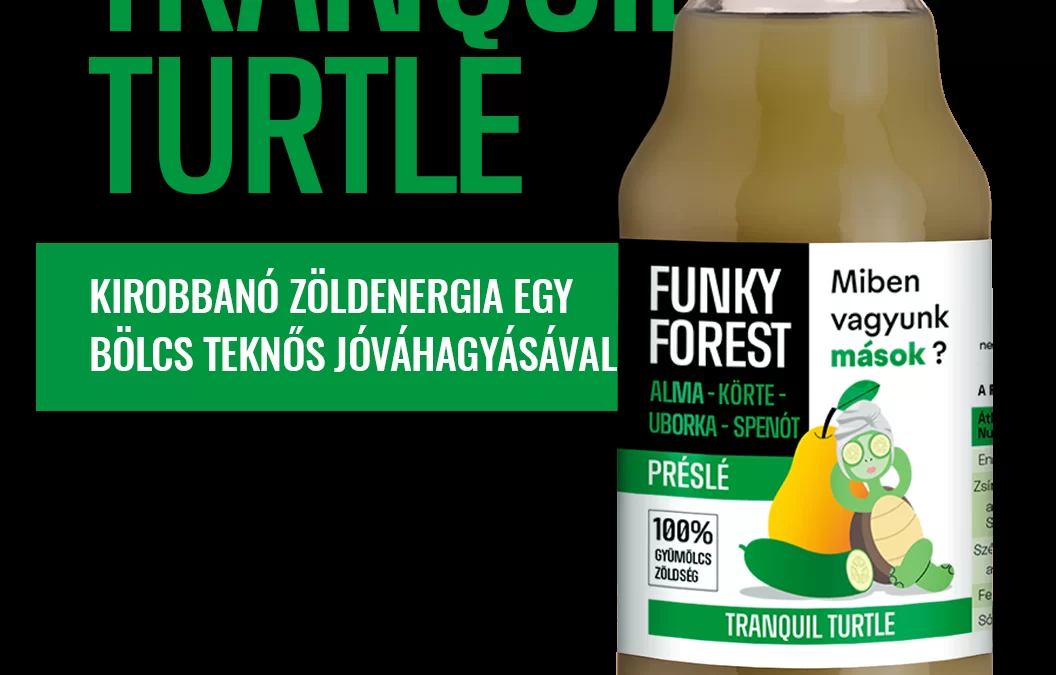 TRANQUIL
TURTLE
KIROBBANÓ ZÖLDENERGIA EGY
BÖLCS TEKNŐS JÓVÁHAGYÁSÁVAL
FUNKY
FOREST
ALMA - KÖRTE -
UBORKA - SPENÓT
PRÉSLÉ
100%
GYÜMÖLCS
ZÖLDSÉG
TRANQUIL TURTLE
Miben
vagyunk
mások ?